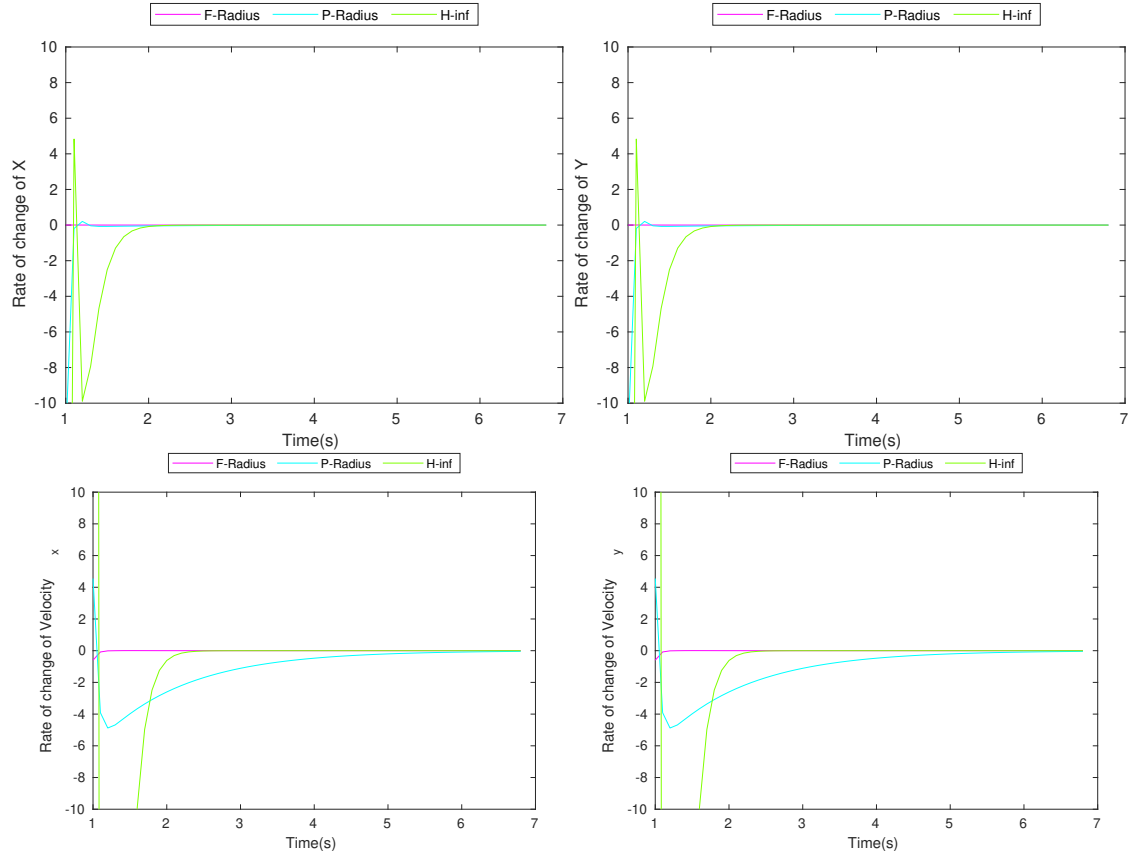 F-Radius P-Radius H-inf
10
8
6
4
2
0
-2
-4
-6
-8
-10
Rate of change of X
1 2 3 4 5 6 7
Time(s)
F-Radius P-Radius H-inf
10
8
6
4
2
0
-2
-4
-6
-8
-10
Rate of change of Y
1 2 3 4 5 6 7
Time(s)
F-Radius P-Radius H-inf
10
8
6
4
2
0
-2
-4
-6
-8
-10
Rate of change of Velocity x
1 2 3 4 5 6 7
Time(s)
F-Radius P-Radius H-inf
10
8
6
4
2
0
-2
-4
-6
-8
-10
Rate of change of Velocity y
1 2 3 4 5 6 7
Time(s)